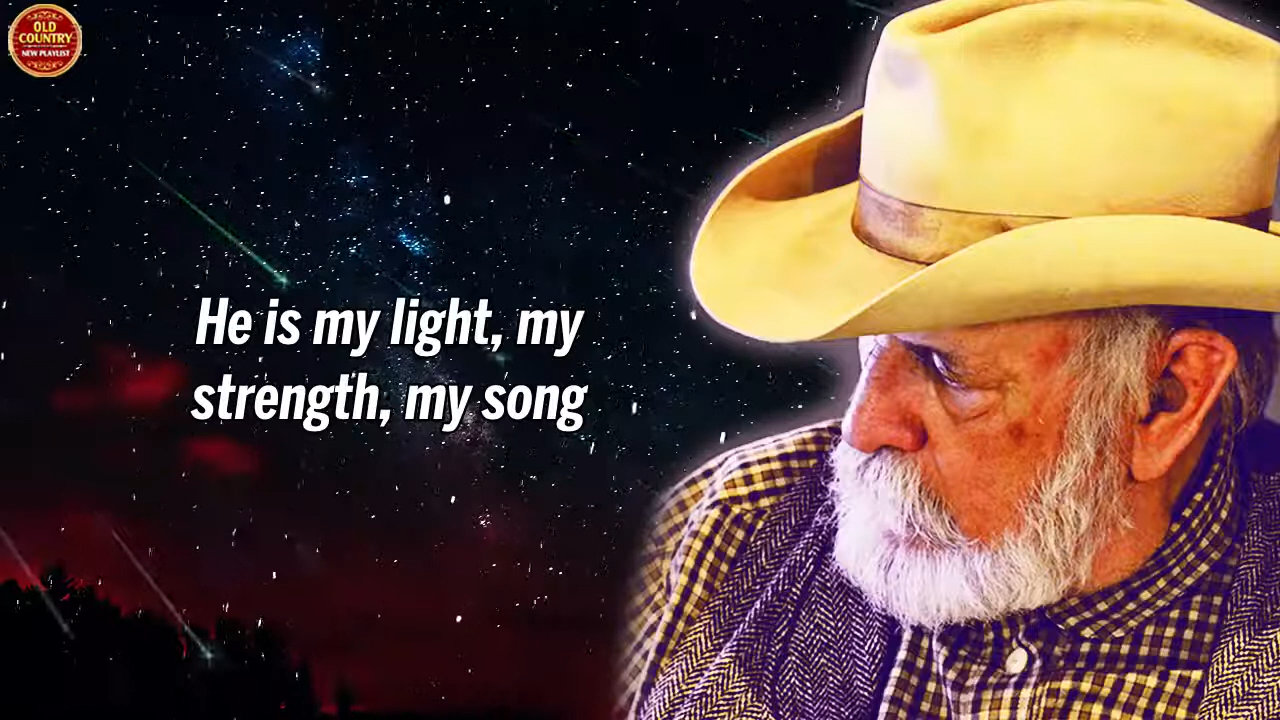 OLD
COUNTRY
NEW PLAYLIST
He is my light, my
strength, my song